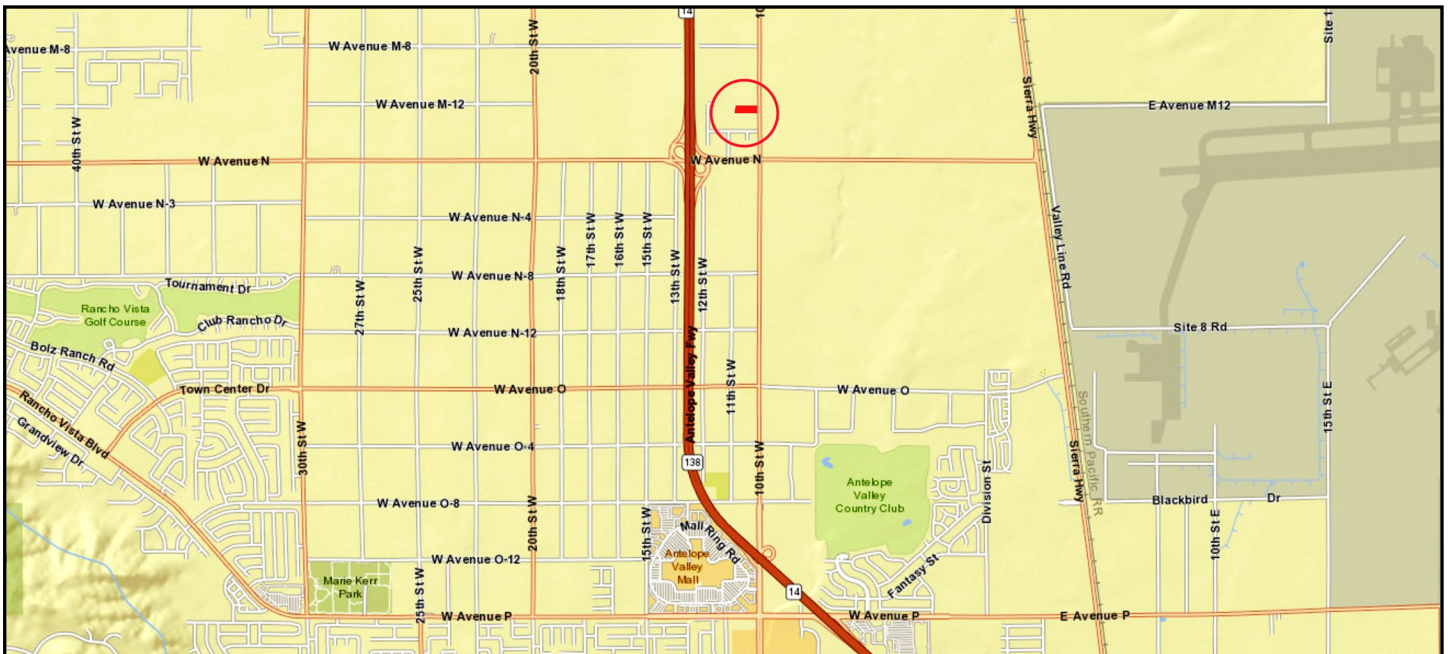 14
10
Site 1
Avenue M-8
W Avenue M-8
20th St W
W Avenue M-12
E Avenue M12
Sierra Hwy
40th St W
W Avenue N
W Avenue N
W Avenue N-3
W Avenue N-4
17th St W
16th St W
15th St W
Valley Line Rd
25th St W
18th St W
13th St W
12th St W
W Avenue N-8
Tournament Dr
Rancho Vista
Golf Course
Club Rancho Dr
27th St W
W Avenue N-12
Site 8 Rd
Bolz Ranch Rd
Antelope Valley Fwy
11th St W
Town Center Dr
W Avenue O
W Avenue O
Rancho Vista Blvd
Grandview Dr
30th St W
15th St E
Southern Pacific RR
Sierra Hwy
W Avenue O-4
138
10th St W
Antelope
Valley
Country Club
Division St
W Avenue O-8
20th St W
15th St W
Mall Ring Rd
Blackbird Dr
10th St E
W Avenue O-12
Antelope
Valley
Mall
Fantasy St
Marie Kerr
Park
25th St W
14
W Avenue P
W Avenue P
E Avenue P